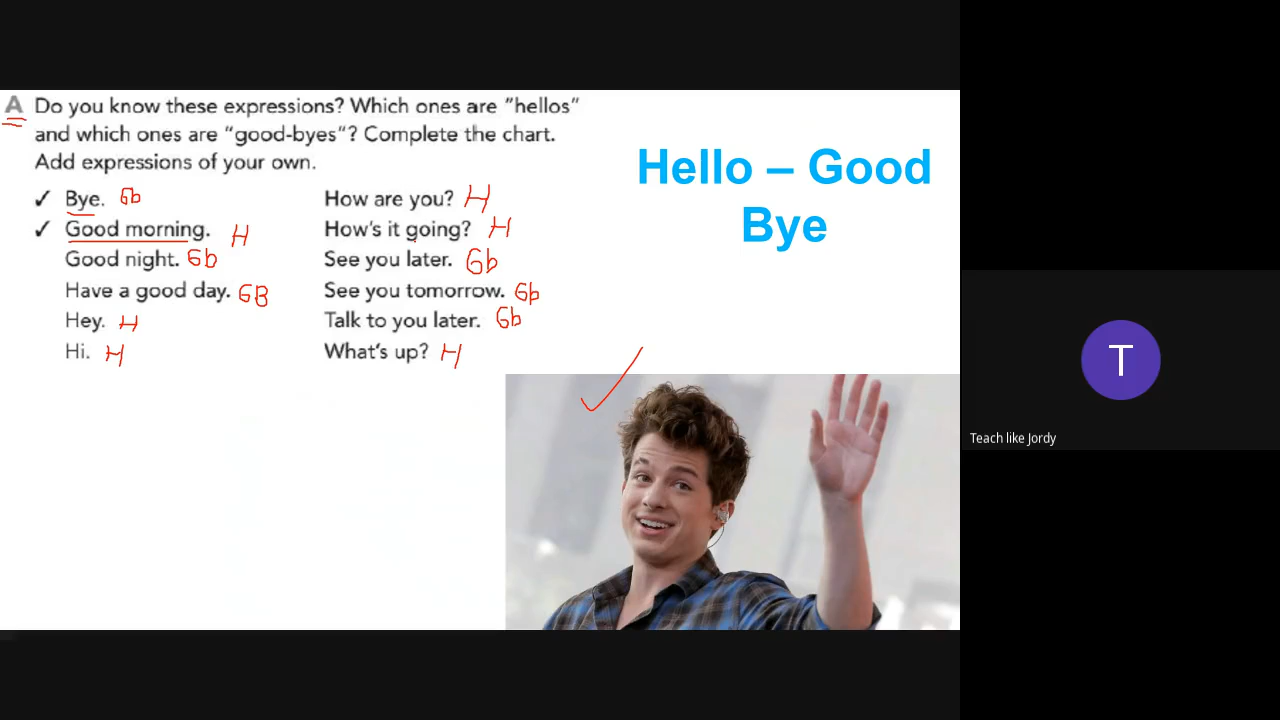 A Do you know these expressions? Which ones are "hellos"
and which ones are "good-byes"? Complete the chart.
Add expressions of your own.
✓ Bye. Gb
✓ Good morning. H
Good night. Gb
Have a good day. GB
Hey. H
Hi. H
How are you? H
How's it going? H
See you later. Gb
See you tomorrow. Gb
Talk to you later. Gb
What's up? H
Hello – Good
Bye
T
Teach like Jordy